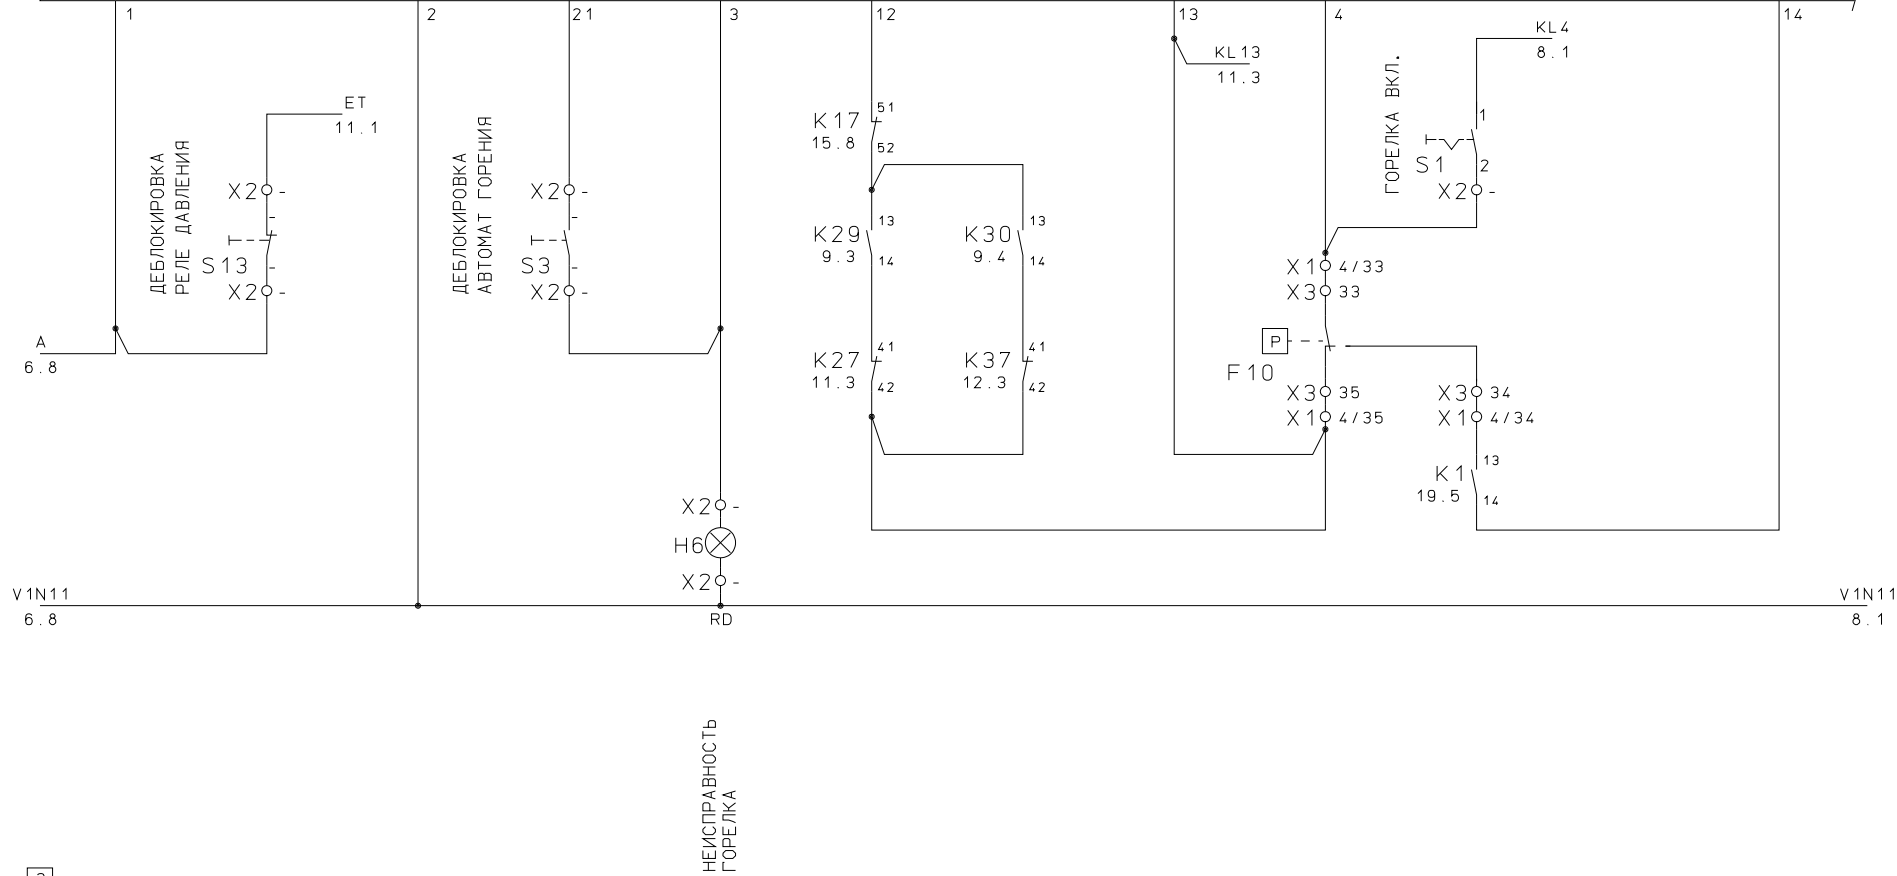 1
2
21
3
12
13
4
14
KL4
8.1
KL13
11.3
ET
11.1
ДЕБЛОКИРОВКА
РЕЛЕ ДАВЛЕНИЯ
X2 -
-
S13 -
X2 -
ДЕБЛОКИРОВКА
АВТОМАТ ГОРЕНИЯ
X2 -
-
S3 -
X2 -
51
K17
15.8
52
13
K29
9.3
14
13
K30
9.4
14
41
K27
11.3
42
41
K37
12.3
42
ГОРЕЛКА ВКЛ.
1
S1
2
X2 -
X1 4/33
X3 33
P
F10
X3 35
X1 4/35
X3 34
X1 4/34
13
K1
19.5
14
A
6.8
X2 -
H6
X2 -
V1N11
6.8
RD
V1N11
8.1
НЕИСПРАВНОСТЬ
ГОРЕЛКА